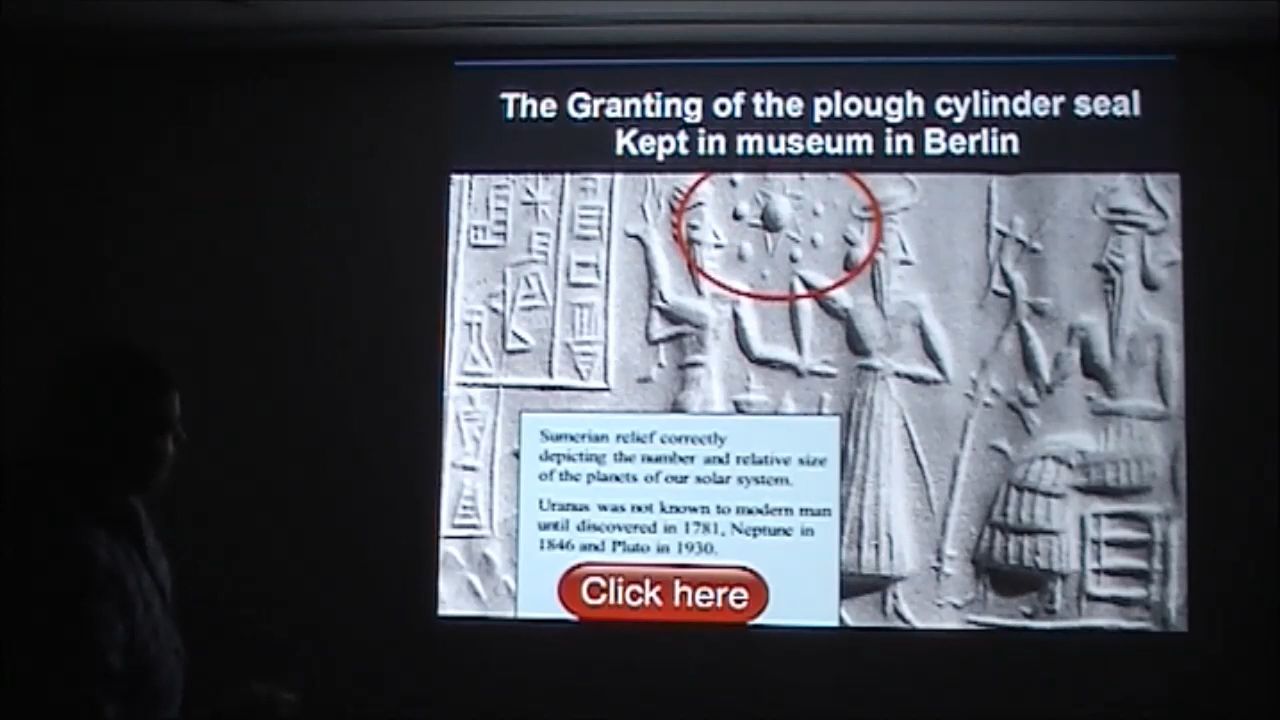 The Granting of the plough cylinder seal
Kept in museum in Berlin
Sumerian relief correctly
depicting the number and relative size
of the planets of our solar system.
Uranus was not known to modern man
until discovered in 1781, Neptune in
1846 and Pluto in 1930.
Click here